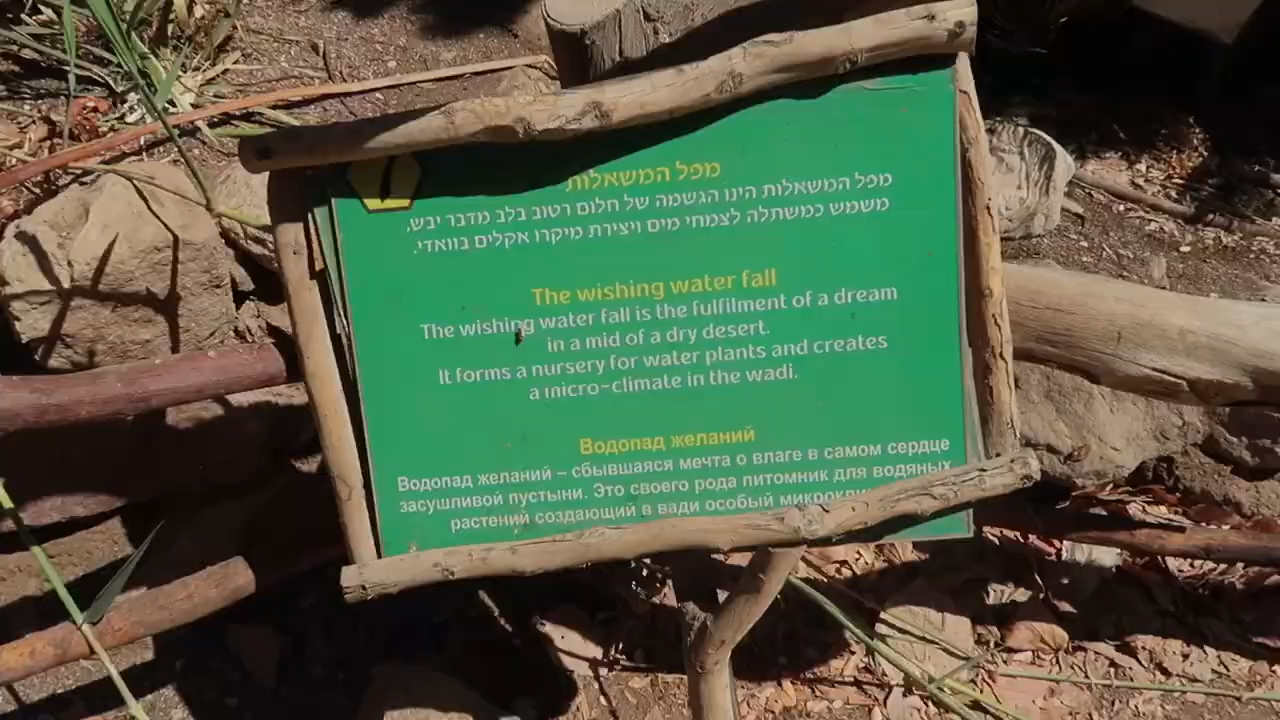 מפל המשאלות
מפל המשאלות הינו הגשמה של חלום רטוב בלב מדבר יבש,
משמש כמשתלה לצמחי מים ויצירת מיקרו אקלים בוואדי.
The wishing water fall
The wishing water fall is the fulfilment of a dream
in a mid of a dry desert.
It forms a nursery for water plants and creates
a micro-climate in the wadi.
Водопад желаний
Водопад желаний – сбывшаяся мечта о влаге в самом сердце
засушливой пустыни. Это своего рода питомник для водяных
растений создающий в вади особый